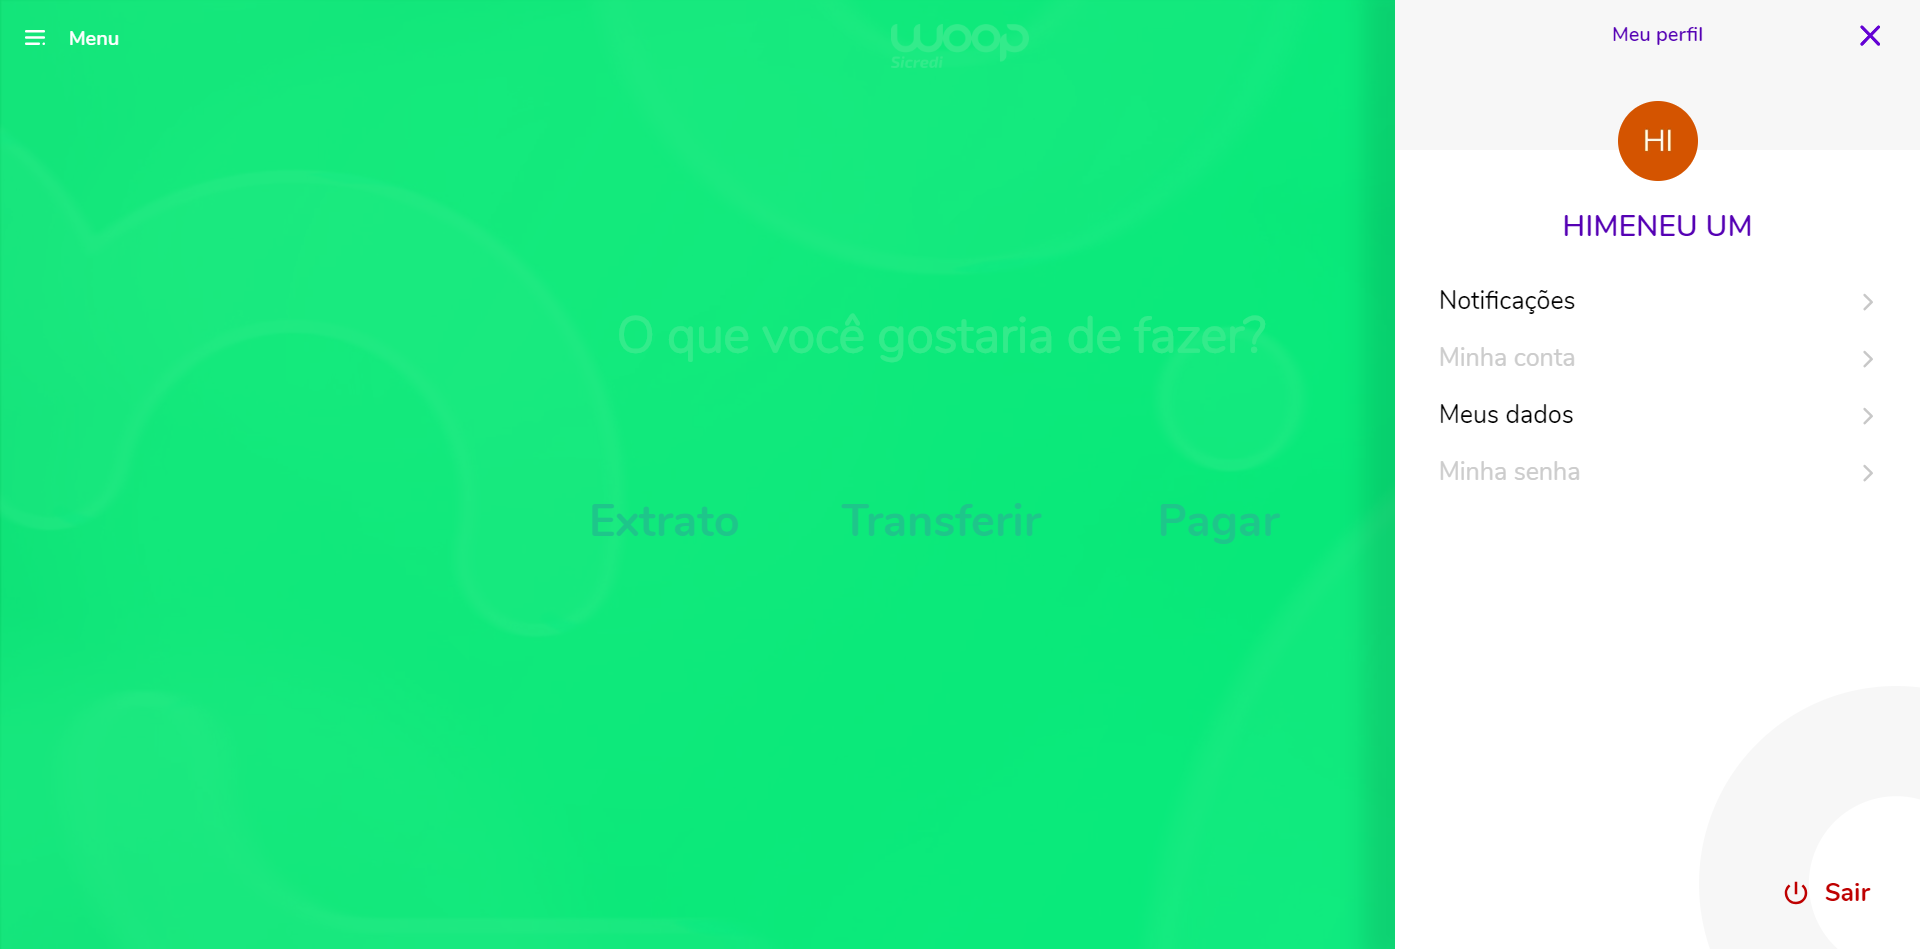 Menu
woop
Sicredi
O que você gostaria de fazer?
Extrato
Transferir
Pagar
Meu perfil
HI
HIMENEU UM
Notificações
Minha conta
Meus dados
Minha senha
Sair